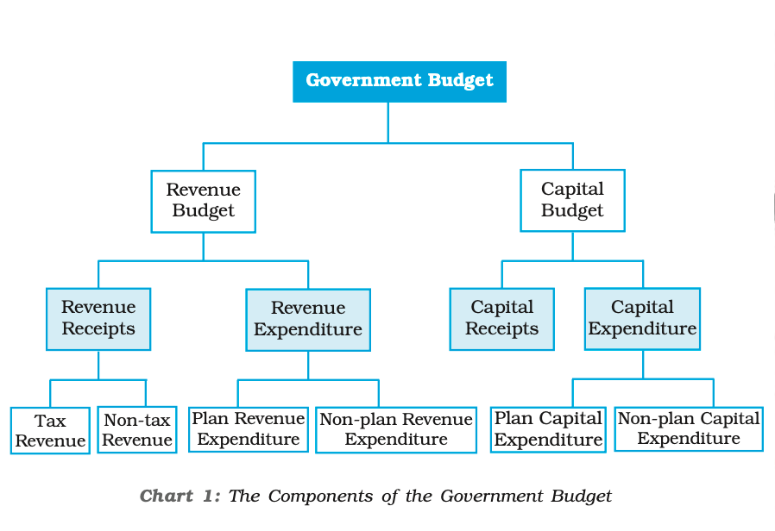 Government Budget
Revenue
Budget
Capital
Budget
Revenue
Receipts
Revenue
Expenditure
Capital
Receipts
Capital
Expenditure
Tax
Revenue
Non-tax
Revenue
Plan Revenue
Expenditure
Non-plan Revenue
Expenditure
Plan Capital
Expenditure
Non-plan Capital
Expenditure
Chart 1: The Components of the Government Budget